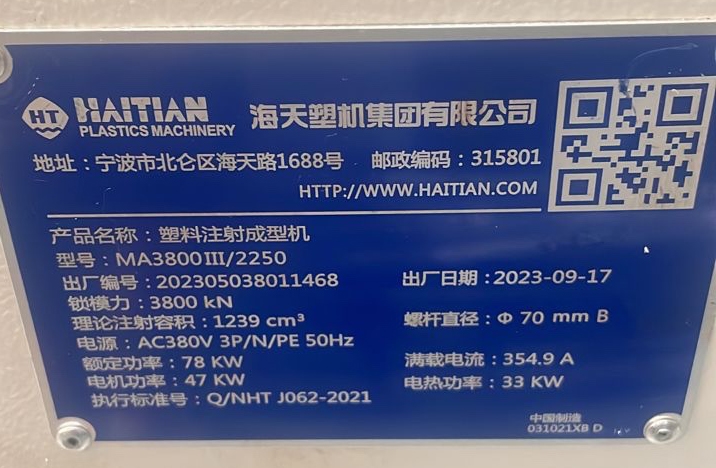 HT HAITIAN
PLASTICS MACHINERY
海天塑机集团有限公司
地址：宁波市北仑区海天路1688号 邮政编码：315801
HTTP://WWW.HAITIAN.COM
产品名称：塑料注射成型机
型号：MA3800Ⅲ/2250
出厂编号：202305038011468 出厂日期：2023-09-17
锁模力：3800 kN
理论注射容积：1239 cm³ 螺杆直径：Φ 70 mm B
电源：AC380V 3P/N/PE 50Hz
额定功率：78 KW 满载电流：354.9 A
电机功率：47 KW 电热功率：33 KW
执行标准号：Q/NHT J062-2021
中国制造
031021XB D